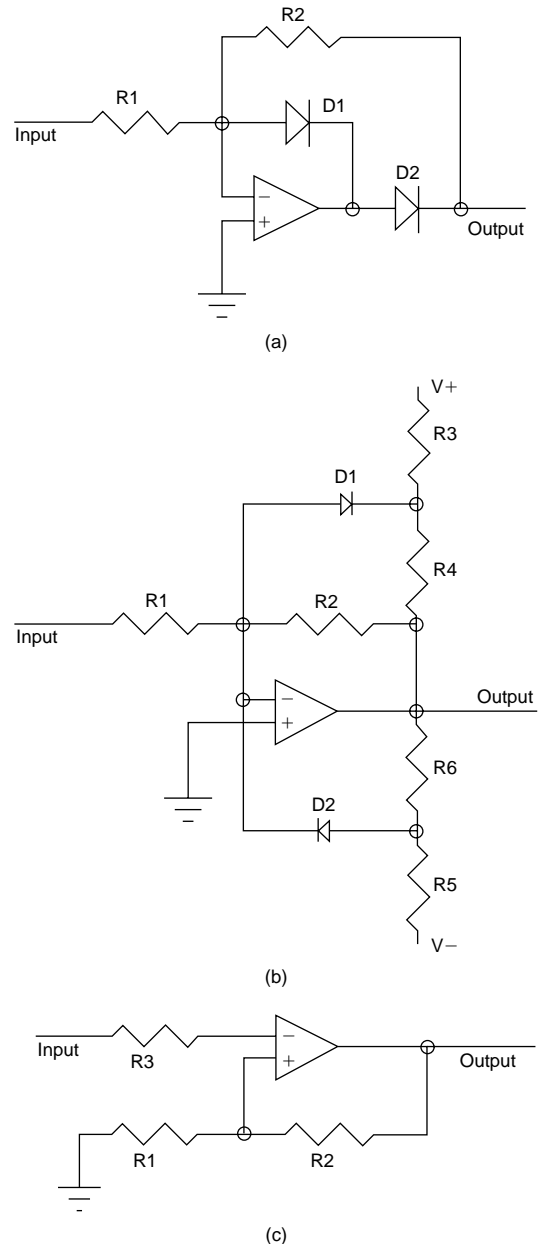 R2
R1
D1
Input
D2
−
+
Output
(a)
V+
R3
D1
R4
R1
R2
Input
Output
−
+
R6
D2
R5
V−
(b)
−
+
Input
R3
Output
R1
R2
(c)